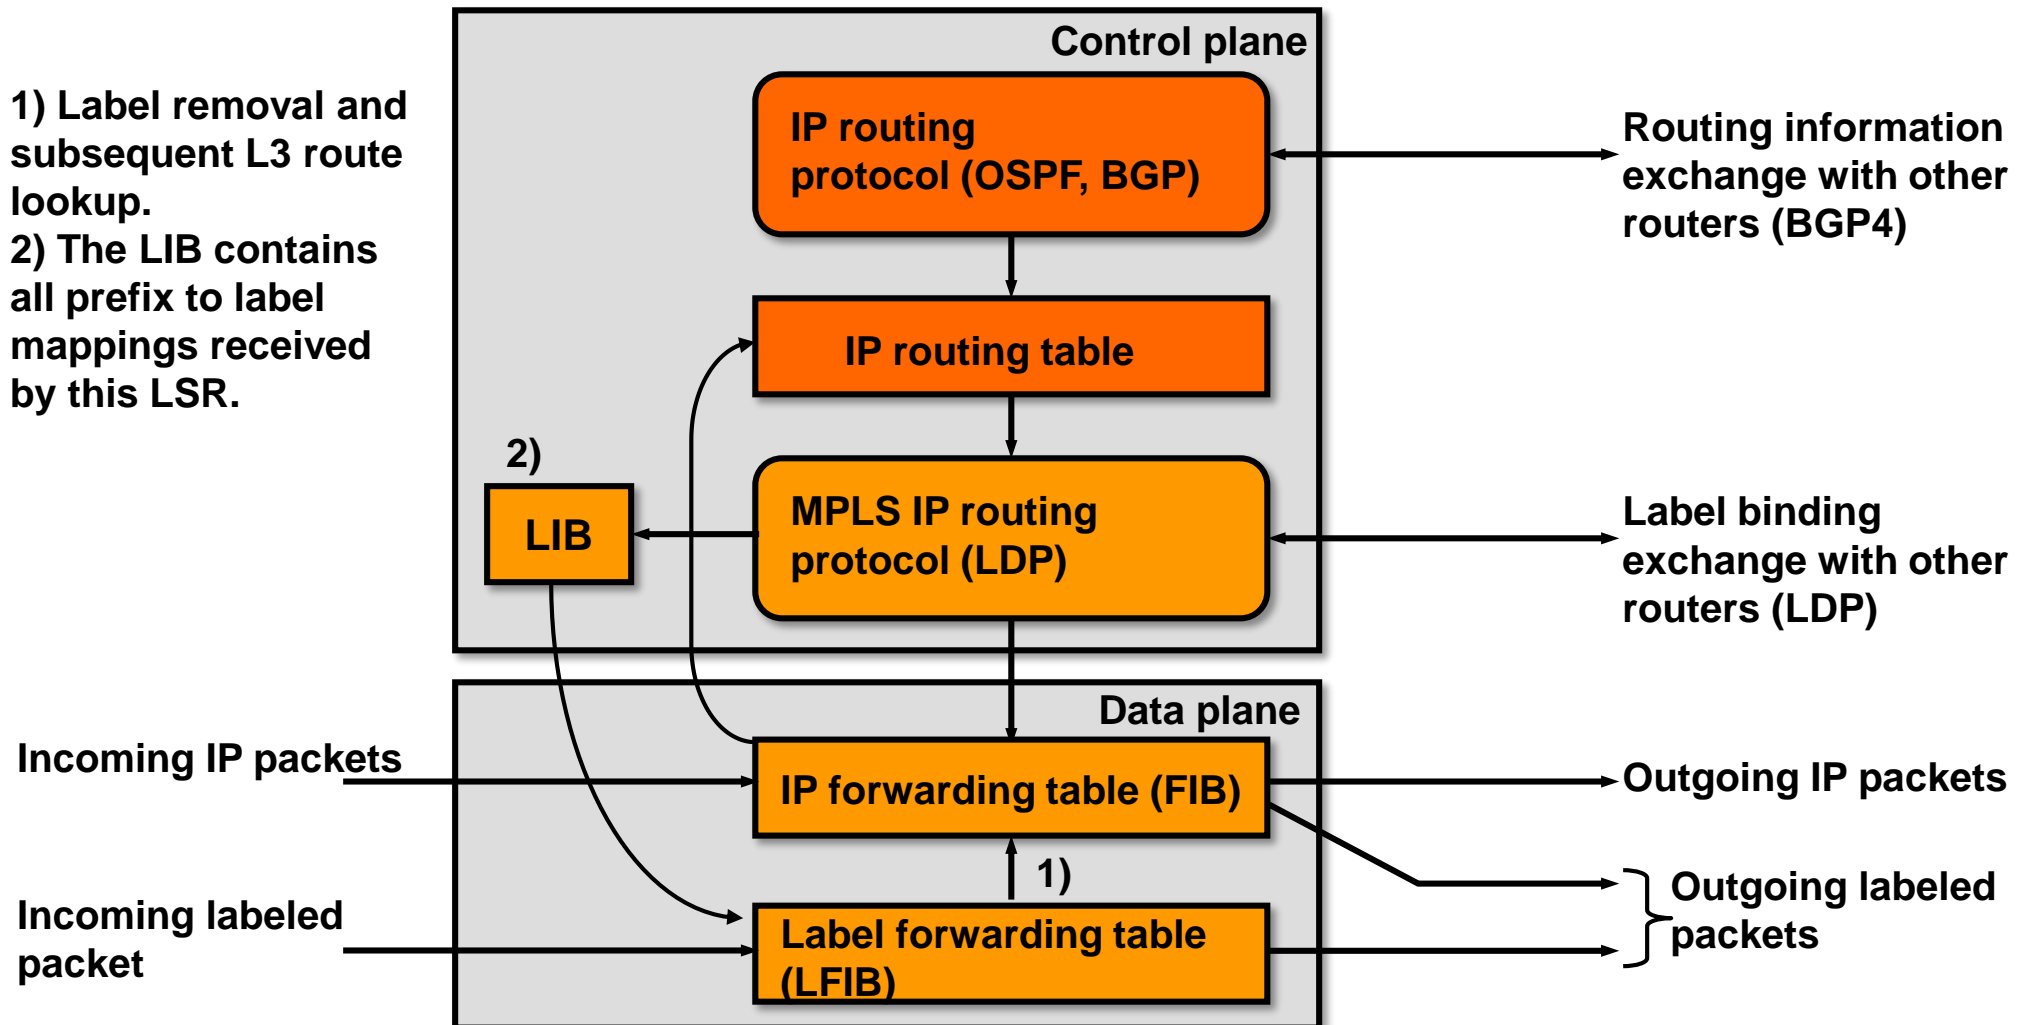 Control plane
1) Label removal and
subsequent L3 route
lookup.
2) The LIB contains
all prefix to label
mappings received
by this LSR.
IP routing
protocol (OSPF, BGP)
Routing information
exchange with other
routers (BGP4)
IP routing table
2)
LIB
MPLS IP routing
protocol (LDP)
Label binding
exchange with other
routers (LDP)
Data plane
Incoming IP packets
IP forwarding table (FIB)
Outgoing IP packets
1)
Incoming labeled
packet
Label forwarding table
(LFIB)
Outgoing labeled
packets